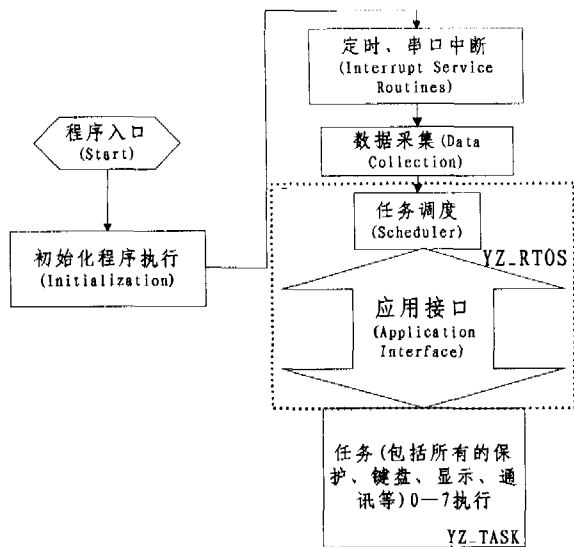 程序入口
(Start)
初始化程序执行
(Initialization)
定时、串口中断
(Interrupt Service
Routines)
数据采集(Data
Collection)
任务调度
(Scheduler)
YZ_RTOS
应用接口
(Application
Interface)
任务(包括所有的保
护、键盘、显示、通
讯等)0—7执行
YZ_TASK